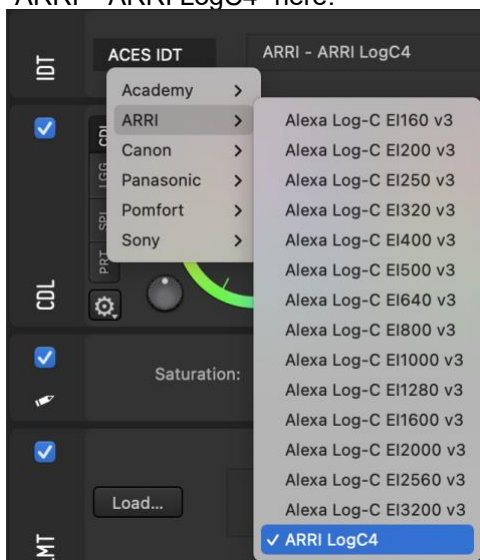 "ARRI – ARRI LogC4" here:
IDT
ACES IDT
ARRI - ARRI LogC4
Academy >
ARRI >
Canon >
Panasonic >
Pomfort >
Sony >
Alexa Log-C EI160 v3
Alexa Log-C EI200 v3
Alexa Log-C EI250 v3
Alexa Log-C EI320 v3
Alexa Log-C EI400 v3
Alexa Log-C EI500 v3
Alexa Log-C EI640 v3
Alexa Log-C EI800 v3
Alexa Log-C EI1000 v3
Alexa Log-C EI1280 v3
Alexa Log-C EI1600 v3
Alexa Log-C EI2000 v3
Alexa Log-C EI2560 v3
Alexa Log-C EI3200 v3
✓ ARRI LogC4
CDL
CDL
LGG
PRT
Saturation:
Load...
LMT